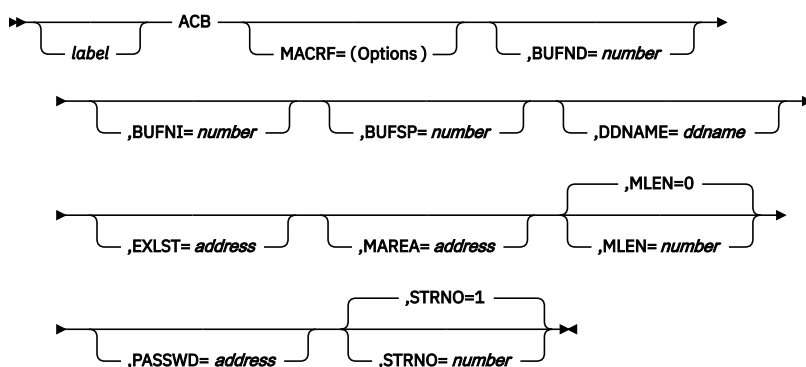 ACB
label
MACRF=(Options)
,BUFND= number
,BUFNI= number
,BUFSP= number
,DDNAME= ddname
,MLEN=0
,EXLST= address
,MAREA= address
,MLEN= number
,STRNO=1
,PASSWD= address
,STRNO= number